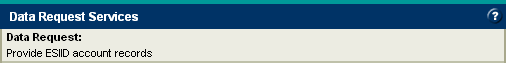 Data Request Services ?
Data Request:
Provide ESIID account records